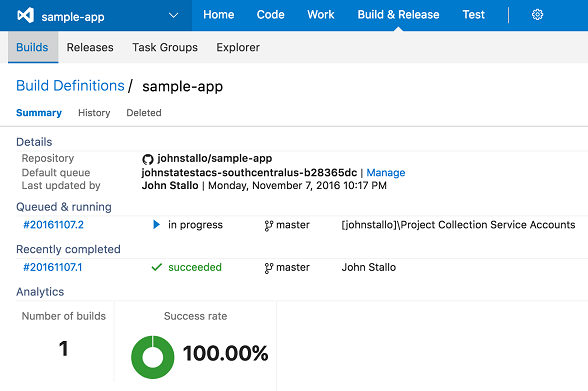 sample-app Home Code Work Build & Release Test
Builds Releases Task Groups Explorer
Build Definitions / sample-app
Summary History Deleted
Details
Repository johnstallo/sample-app
Default queue johnstatestacs-southcentralus-b28365dc | Manage
Last updated by John Stallo | Monday, November 7, 2016 10:17 PM
Queued & running
#20161107.2 in progress master [johnstallo]\Project Collection Service Accounts
Recently completed
#20161107.1 succeeded master John Stallo
Analytics
Number of builds Success rate
1 100.00%